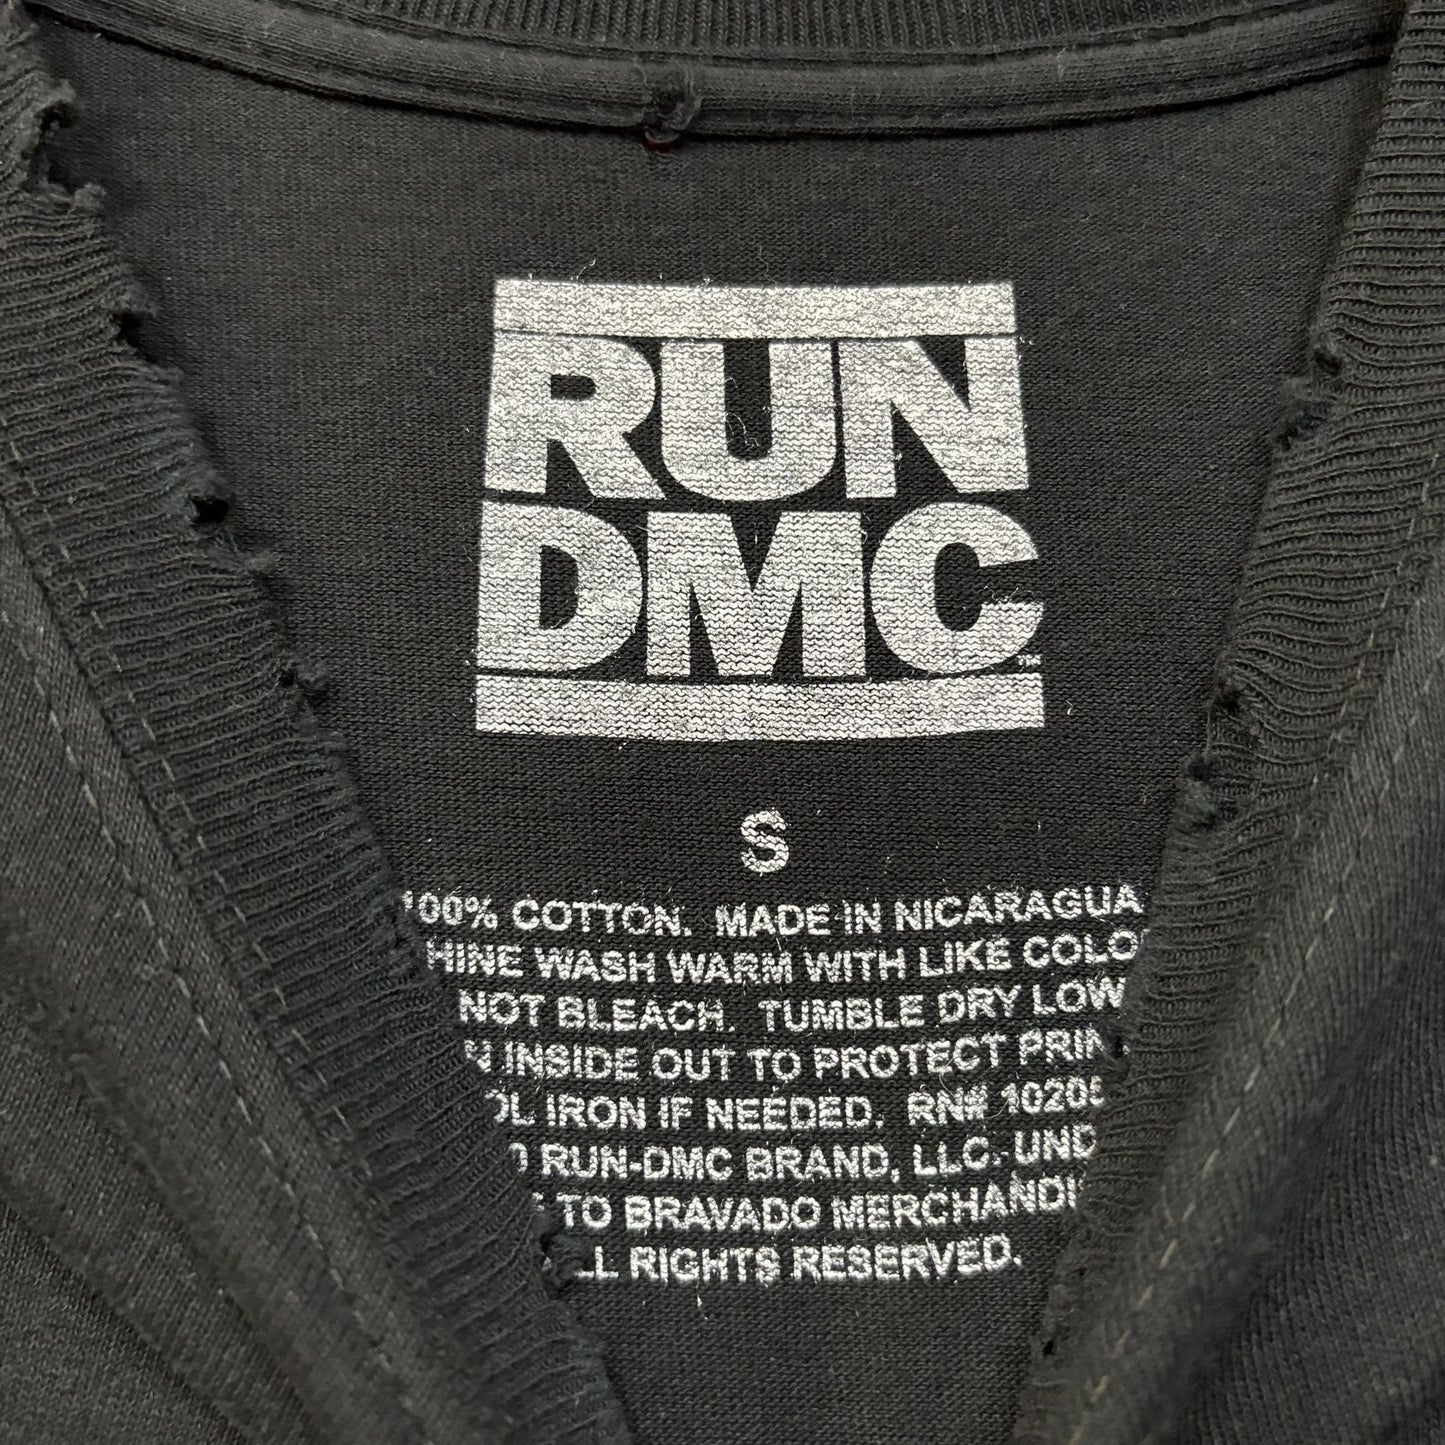 RUN
DMC™
S
100% COTTON. MADE IN NICARAGUA
HINE WASH WARM WITH LIKE COLO
NOT BLEACH. TUMBLE DRY LOW
N INSIDE OUT TO PROTECT PRIN
OL IRON IF NEEDED. RN# 10205
RUN-DMC BRAND, LLC. UND
TO BRAVADO MERCHANDI
LL RIGHTS RESERVED.